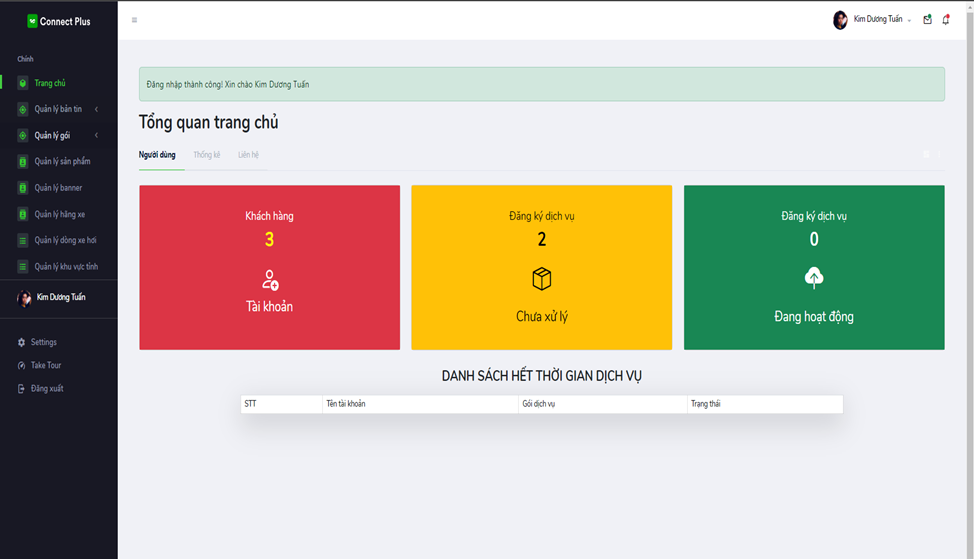 Connect Plus
Kim Dương Tuấn
Chính
Trang chủ
Quản lý bản tin
Quản lý gói
Quản lý sản phẩm
Quản lý banner
Quản lý hãng xe
Quản lý dòng xe hơi
Quản lý khu vực tỉnh
Kim Dương Tuấn
Settings
Take Tour
Đăng xuất
Đăng nhập thành công! Xin chào Kim Dương Tuấn
Tổng quan trang chủ
Người dùng Thống kê Liên hệ
Khách hàng
3
Tài khoản
Đăng ký dịch vụ
2
Chưa xử lý
Đăng ký dịch vụ
0
Đang hoạt động
DANH SÁCH HẾT THỜI GIAN DỊCH VỤ
STT Tên tài khoản Gói dịch vụ Trạng thái